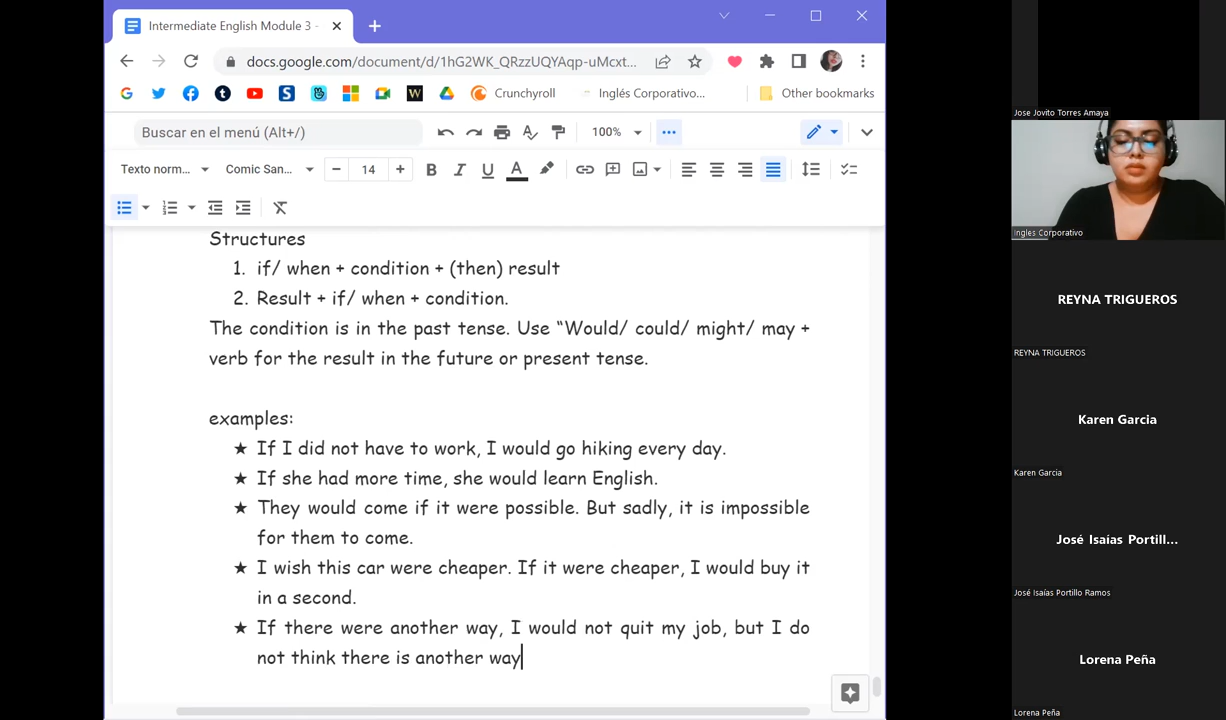 Intermediate English Module 3 -
docs.google.com/document/d/1hG2WK_QRzzUQYAqp-uMcxt...
Crunchyroll
Inglés Corporativo...
Other bookmarks
Buscar en el menú (Alt+/)
100%
Texto norm...
Comic San...
14
Structures
1. if/ when + condition + (then) result
2. Result + if/ when + condition.
The condition is in the past tense. Use “Would/ could/ might/ may +
verb for the result in the future or present tense.
examples:
★ If I did not have to work, I would go hiking every day.
★ If she had more time, she would learn English.
★ They would come if it were possible. But sadly, it is impossible
for them to come.
★ I wish this car were cheaper. If it were cheaper, I would buy it
in a second.
★ If there were another way, I would not quit my job, but I do
not think there is another way
Jose Jovito Torres Amaya
Ingles Corporativo
REYNA TRIGUEROS
REYNA TRIGUEROS
Karen Garcia
Karen Garcia
José Isaías Portill...
José Isaías Portillo Ramos
Lorena Peña
Lorena Peña